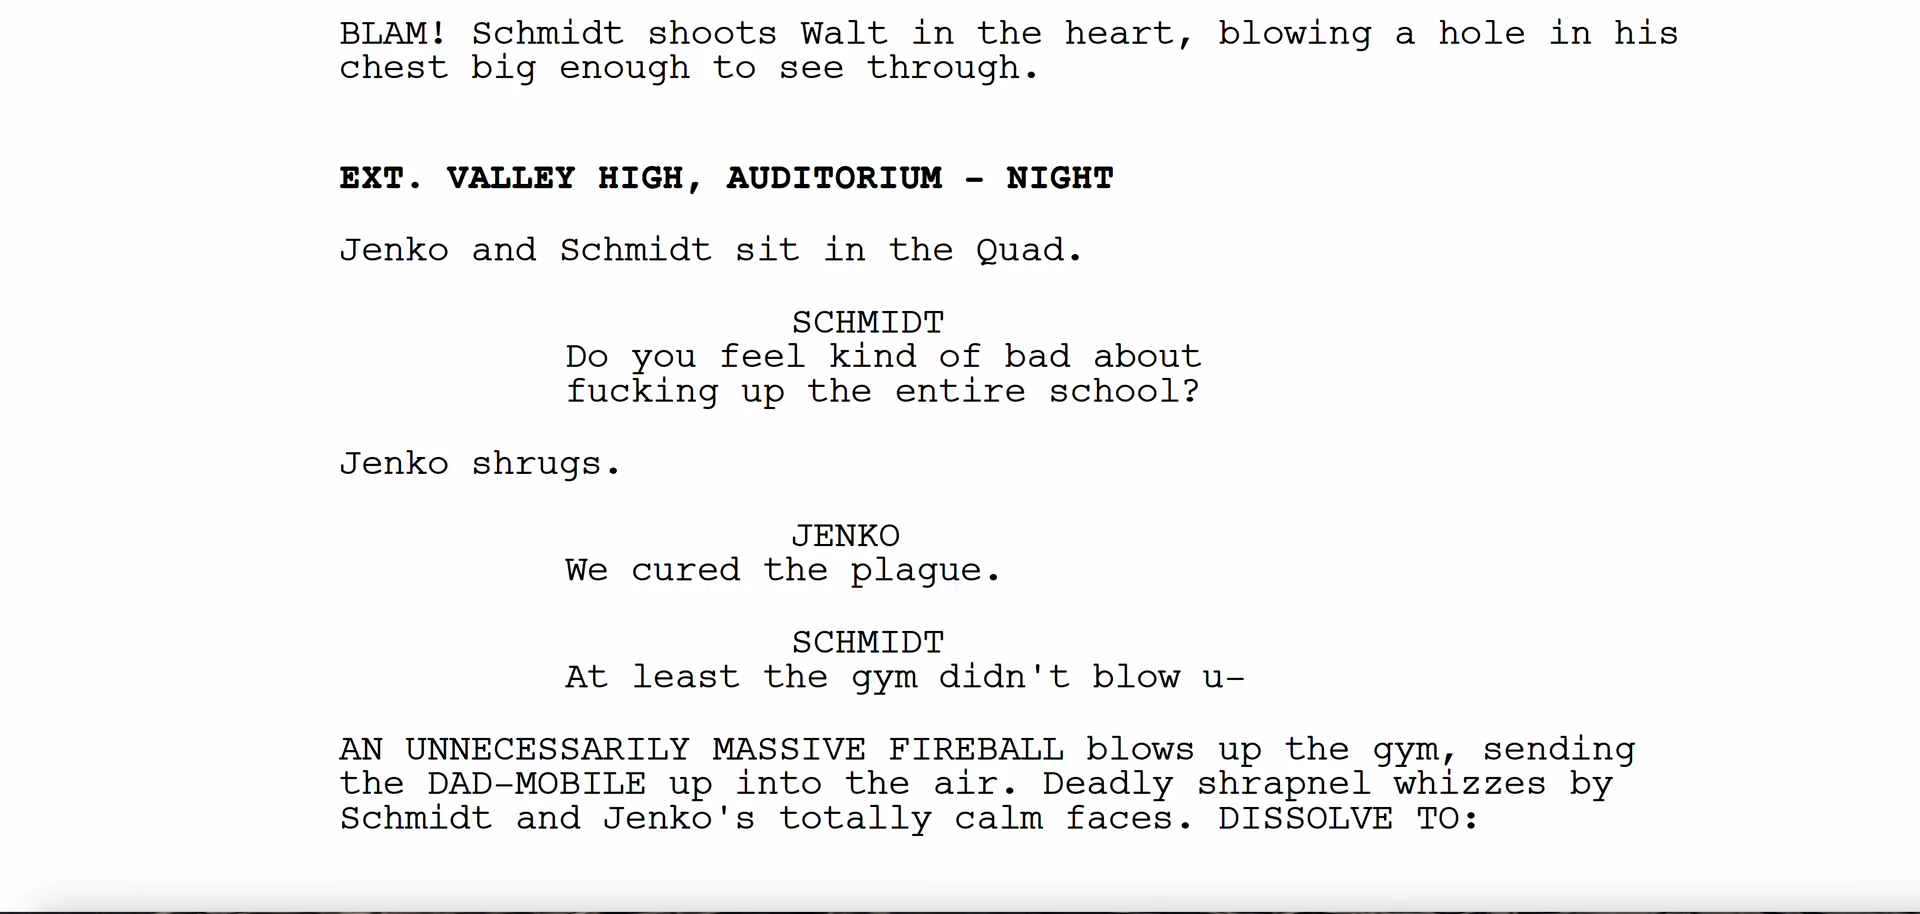 BLAM! Schmidt shoots Walt in the heart, blowing a hole in his
chest big enough to see through.
EXT. VALLEY HIGH, AUDITORIUM - NIGHT
Jenko and Schmidt sit in the Quad.
SCHMIDT
Do you feel kind of bad about
fucking up the entire school?
Jenko shrugs.
JENKO
We cured the plague.
SCHMIDT
At least the gym didn't blow u-
AN UNNECESSARILY MASSIVE FIREBALL blows up the gym, sending
the DAD-MOBILE up into the air. Deadly shrapnel whizzes by
Schmidt and Jenko's totally calm faces. DISSOLVE TO: